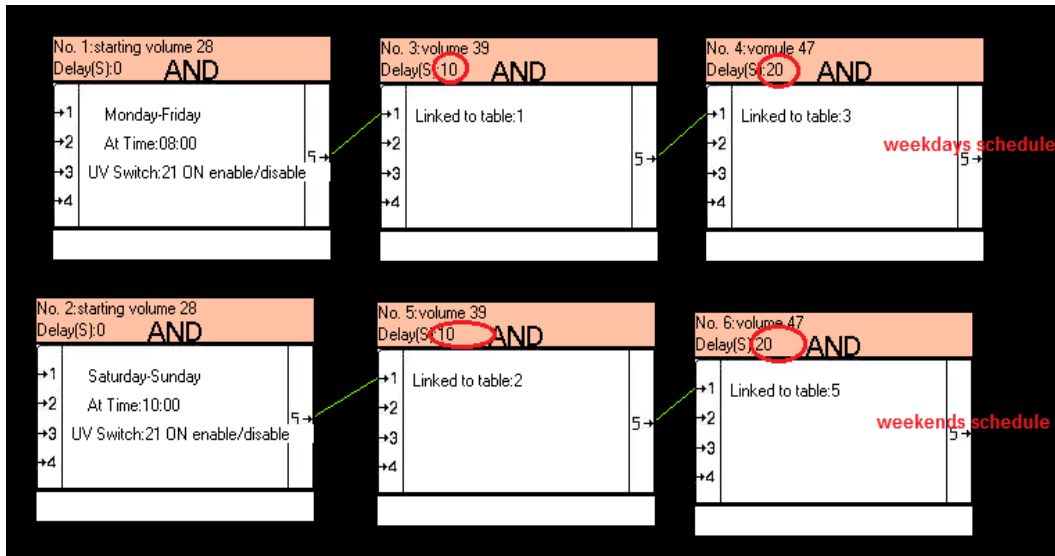 No. 1:starting volume 28
Delay(S):0 AND
→1 Monday-Friday
→2 At Time:08:00
→3 UV Switch:21 ON enable/disable
→4
5→
No. 3:volume 39
Delay(S):10 AND
→1 Linked to table:1
→2
→3
→4
5→
No. 4:vomule 47
Delay(S):20 AND
→1 Linked to table:3
→2
→3
→4
5→
weekdays schedule
No. 2:starting volume 28
Delay(S):0 AND
→1 Saturday-Sunday
→2 At Time:10:00
→3 UV Switch:21 ON enable/disable
→4
5→
No. 5:volume 39
Delay(S):10 AND
→1 Linked to table:2
→2
→3
→4
5→
No. 6:volume 47
Delay(S):20 AND
→1 Linked to table:5
→2
→3
→4
5→
weekends schedule